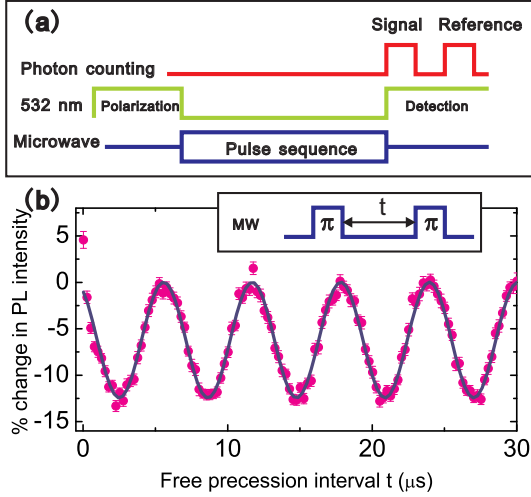 (a)
Signal Reference
Photon counting
532 nm Polarization Detection
Microwave Pulse sequence
(b)
MW π t π
% change in PL intensity
5
0
-5
-10
-15
0 10 20 30
Free precession interval t (μs)